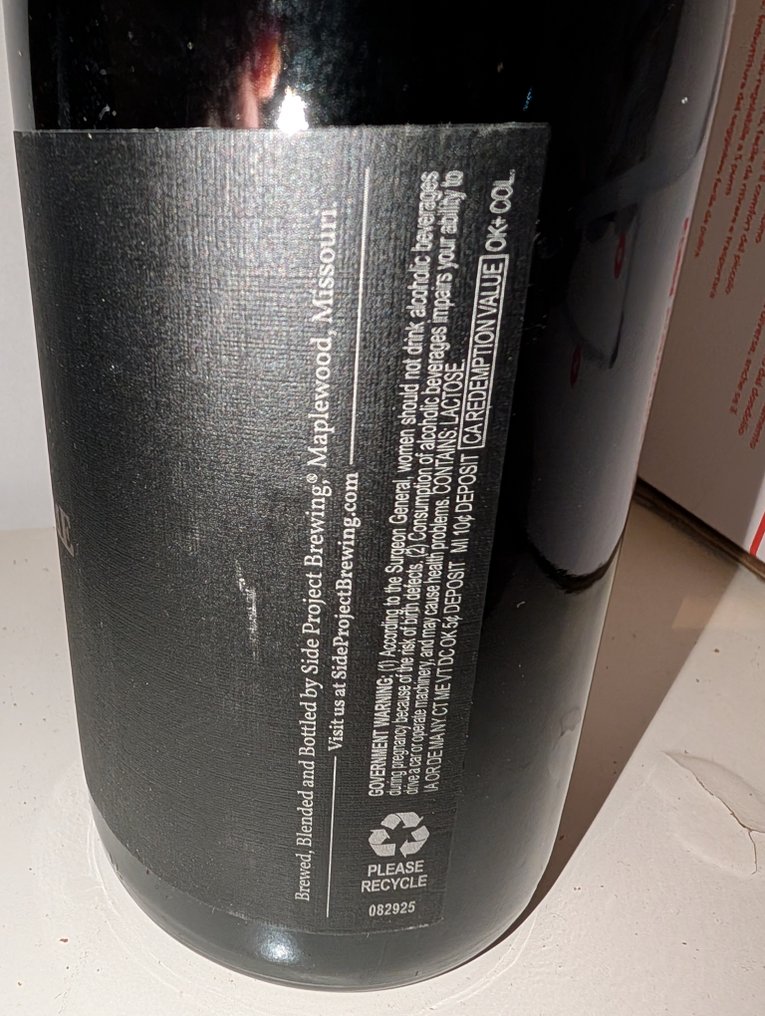 Brewed, Blended and Bottled by Side Project Brewing,® Maplewood, Missouri.
Visit us at SideProjectBrewing.com
GOVERNMENT WARNING: (1) According to the Surgeon General, women should not drink alcoholic beverages
during pregnancy because of the risk of birth defects. (2) Consumption of alcoholic beverages impairs your ability to
drive a car or operate machinery, and may cause health problems. CONTAINS: LACTOSE.
IA OR DE MA NY CT ME VT DC OK 5¢ DEPOSIT MI 10¢ DEPOSIT CA REDEMPTION VALUE OK+ COL.
PLEASE
RECYCLE
082925